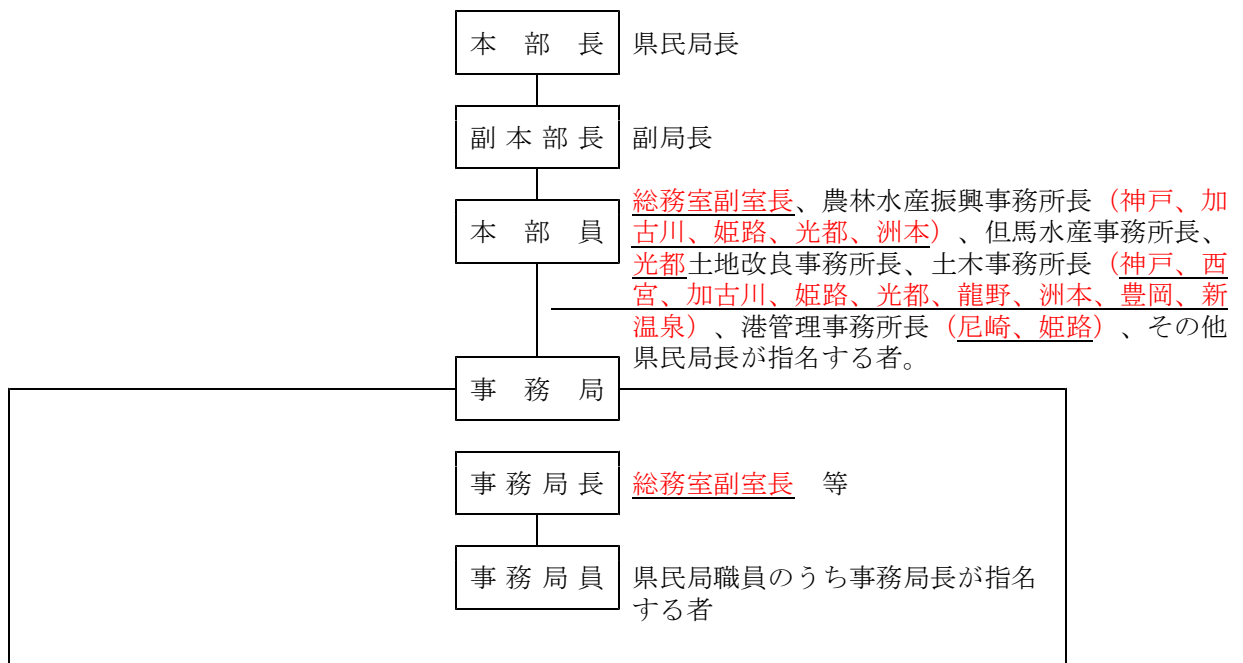 本部長 県民局長
副本部長 副局長
総務室副室長、農林水産振興事務所長（神戸、加
本部員 古川、姫路、光都、洲本）、但馬水産事務所長、
光都土地改良事務所長、土木事務所長（神戸、西
宮、加古川、姫路、光都、龍野、洲本、豊岡、新
温泉）、港管理事務所長（尼崎、姫路）、その他
県民局長が指名する者。
事務局
事務局長 総務室副室長 等
事務局員 県民局職員のうち事務局長が指名
する者